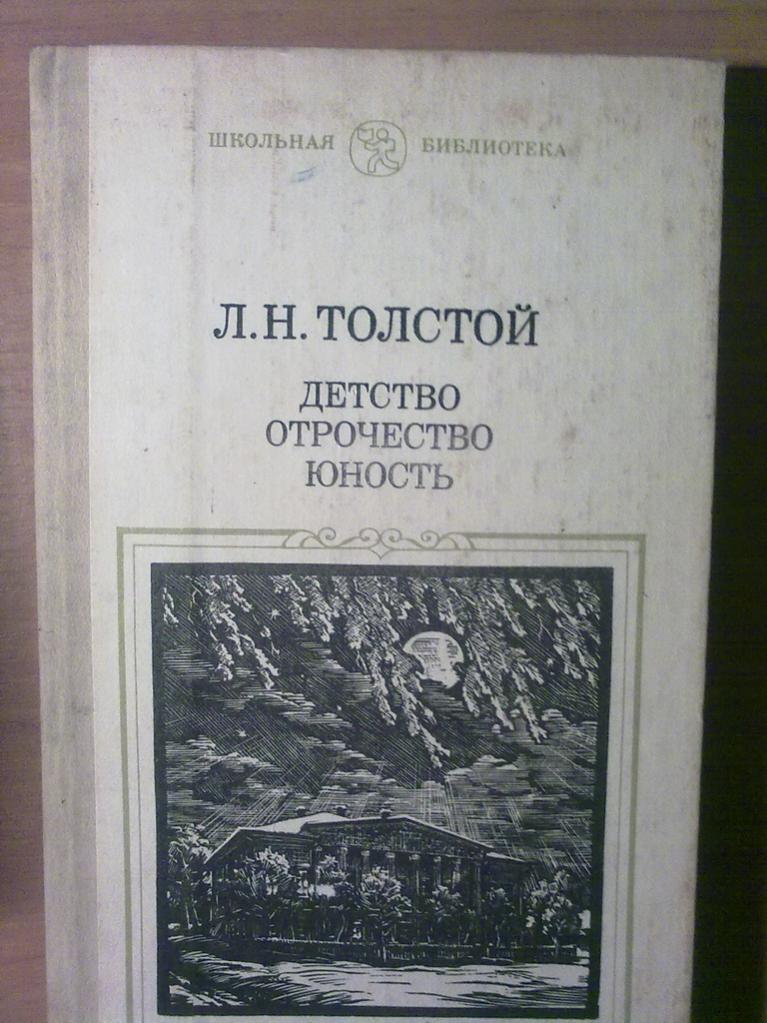 ШКОЛЬНАЯ БИБЛИОТЕКА
Л.Н.ТОЛСТОЙ
ДЕТСТВО
ОТРОЧЕСТВО
ЮНОСТЬ